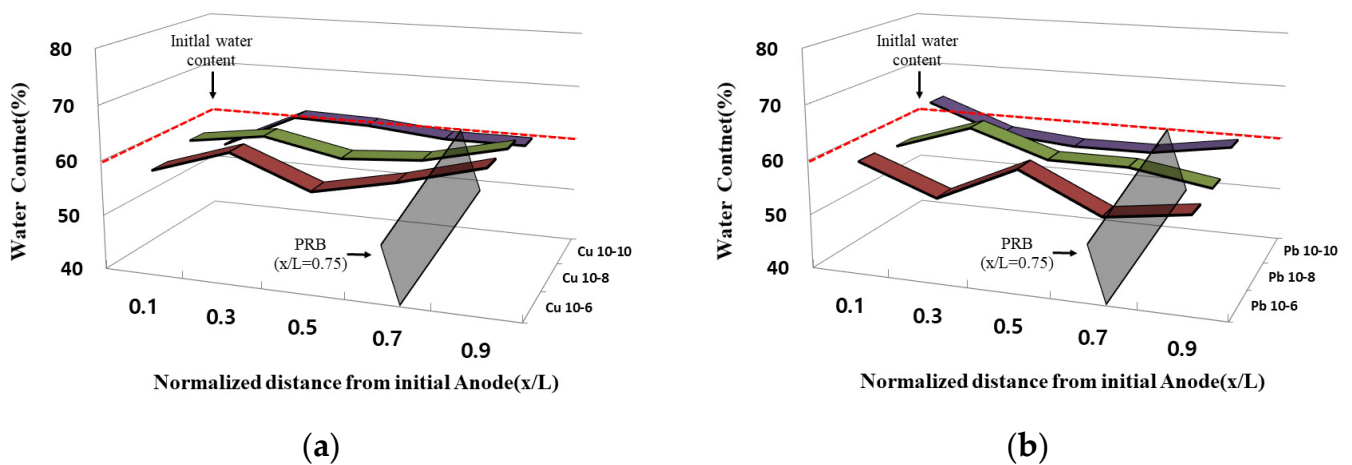 80
70
60
50
40
Water Contnet(%)
Initlal water
content
PRB
(x/L=0.75)
Cu 10-10
Cu 10-8
Cu 10-6
0.1
0.3
0.5
0.7
0.9
Normalized distance from initial Anode(x/L)
(a)
80
70
60
50
40
Water Contnet(%)
Initlal water
content
PRB
(x/L=0.75)
Pb 10-10
Pb 10-8
Pb 10-6
0.1
0.3
0.5
0.7
0.9
Normalized distance from initial Anode(x/L)
(b)